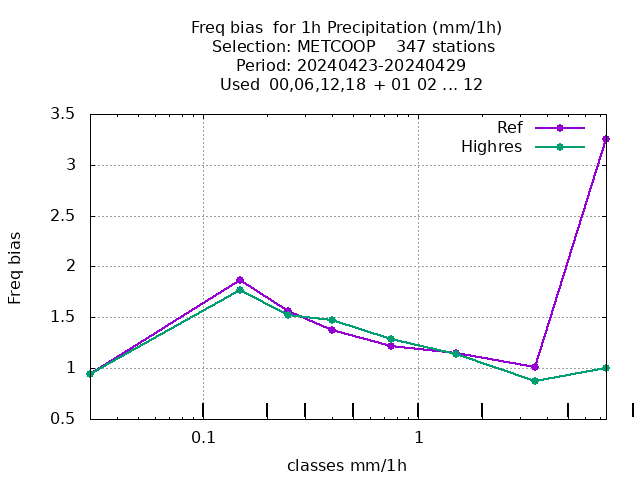 Freq bias  for 1h Precipitation (mm/1h)
Selection: METCOOP    347 stations
Period: 20240423-20240429
Used  00,06,12,18  + 01 02 ... 12
Ref
Highres
3.5
3
2.5
2
1.5
1
0.5
Freq bias
0.1
1
classes mm/1h